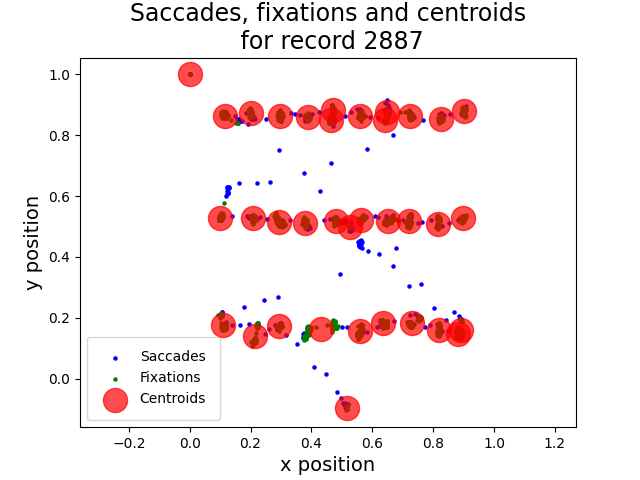 Saccades, fixations and centroids
for record 2887
1.0
0.8
0.6
0.4
0.2
0.0
y position
Saccades
Fixations
Centroids
−0.2
0.0
0.2
0.4
0.6
0.8
1.0
1.2
x position